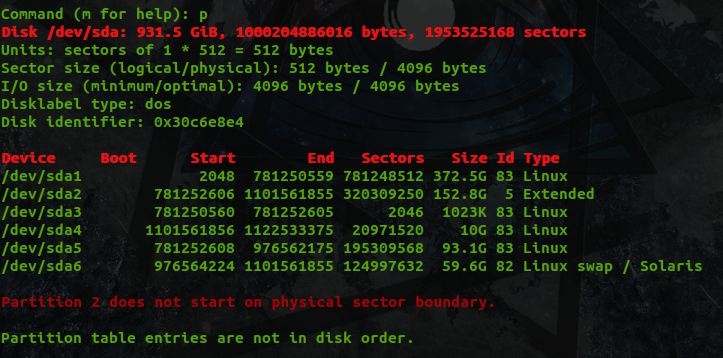 Command (m for help): p
Disk /dev/sda: 931.5 GiB, 1000204886016 bytes, 1953525168 sectors
Units: sectors of 1 * 512 = 512 bytes
Sector size (logical/physical): 512 bytes / 4096 bytes
I/O size (minimum/optimal): 4096 bytes / 4096 bytes
Disklabel type: dos
Disk identifier: 0x30c6e8e4
Device     Boot      Start        End   Sectors   Size Id Type
/dev/sda1             2048  781250559 781248512 372.5G 83 Linux
/dev/sda2        781252606 1101561855 320309250 152.8G  5 Extended
/dev/sda3        781250560  781252605      2046  1023K 83 Linux
/dev/sda4       1101561856 1122533375  20971520    10G 83 Linux
/dev/sda5        781252608  976562175 195309568  93.1G 83 Linux
/dev/sda6        976564224 1101561855 124997632  59.6G 82 Linux swap / Solaris
Partition 2 does not start on physical sector boundary.
Partition table entries are not in disk order.